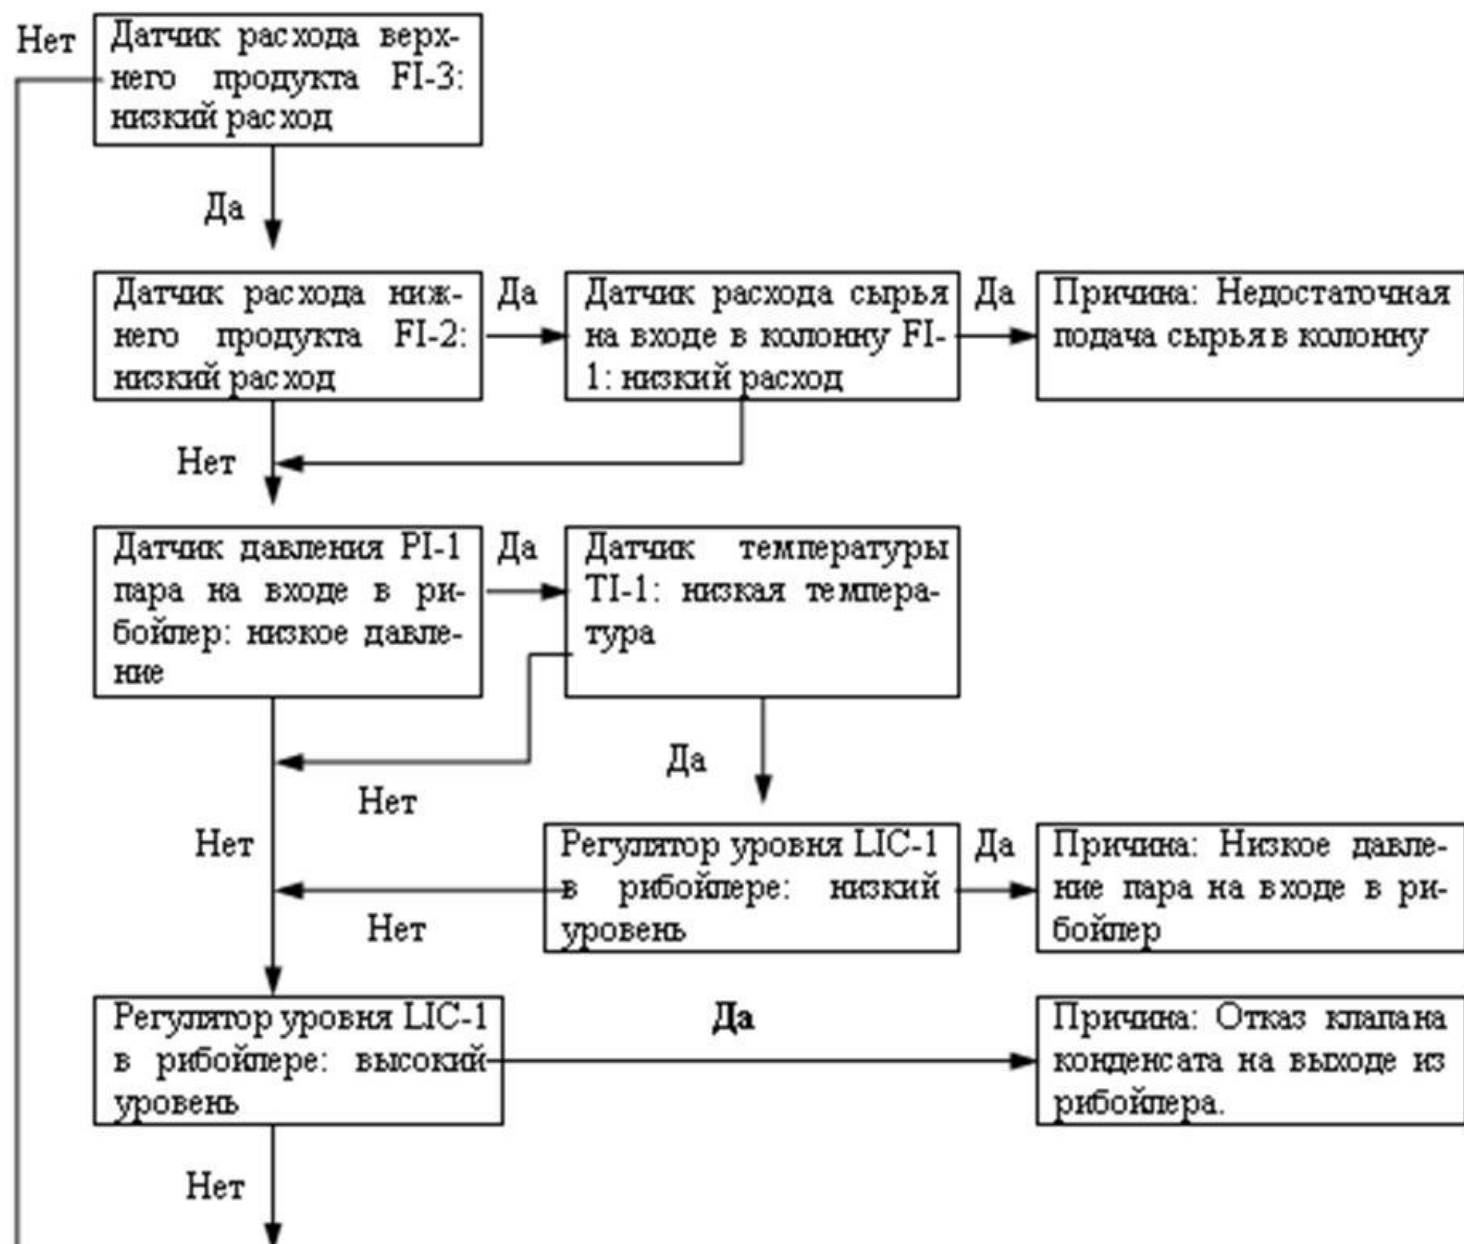 Нет
Датчик расхода верх-
него продукта FI-3:
низкий расход
Да
Датчик расхода ниж-
него продукта FI-2:
низкий расход
Да
Датчик расхода сырья
на входе в колонну FI-
1: низкий расход
Да
Причина: Недостаточная
подача сырья в колонну
Нет
Датчик давления PI-1
пара на входе в ри-
бойлер: низкое давле-
ние
Да
Датчик температуры
TI-1: низкая темпера-
тура
Да
Нет
Нет
Регулятор уровня LIC-1
в рибойлере: низкий
уровень
Да
Причина: Низкое давле-
ние пара на входе в ри-
бойлер
Нет
Регулятор уровня LIC-1
в рибойлере: высокий
уровень
Да
Причина: Отказ клапана
конденсата на выходе из
рибойлера.
Нет